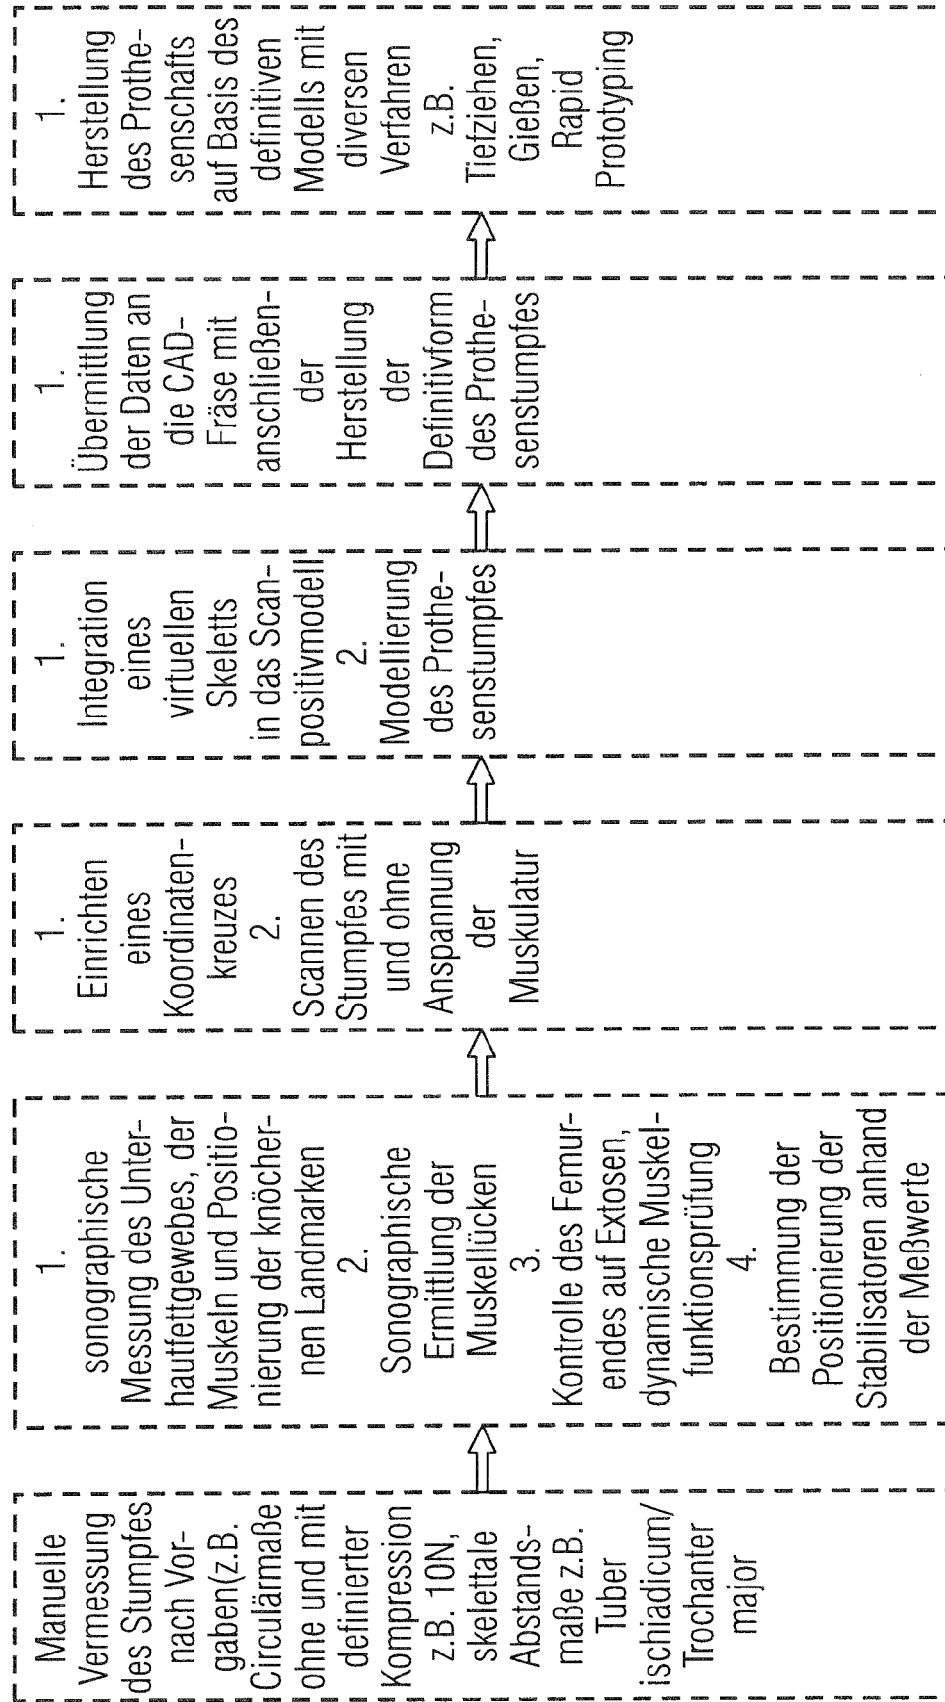 Manuelle
Vermessung
des Stumpfes
nach Vor-
gaben(z.B.
Circulärmaße
ohne und mit
definierter
Kompression
z.B. 10N,
skelettale
Abstands-
maße z.B.
Tuber
ischiadicum/
Trochanter
major
1.
sonographische
Messung des Unter-
hautfettgewebes, der
Muskeln und Positio-
nierung der knöcher-
nen Landmarken
2.
Sonographische
Ermittlung der
Muskellücken
3.
Kontrolle des Femur-
endes auf Extosen,
dynamische Muskel-
funktionsprüfung
4.
Bestimmung der
Positionierung der
Stabilisatoren anhand
der Meßwerte
1.
Einrichten
eines
Koordinaten-
kreuzes
2.
Scannen des
Stumpfes mit
und ohne
Anspannung
der
Muskulatur
1.
Integration
eines
virtuellen
Skeletts
in das Scan-
positivmodell
2.
Modellierung
des Prothe-
senstumpfes
1.
Übermittlung
der Daten an
die CAD-
Fräse mit
anschließen-
der
Herstellung
der
Definitivform
des Prothe-
senstumpfes
1.
Herstellung
des Prothe-
senschafts
auf Basis des
definitiven
Modells mit
diversen
Verfahren
z.B.
Tiefziehen,
Gießen,
Rapid
Prototyping